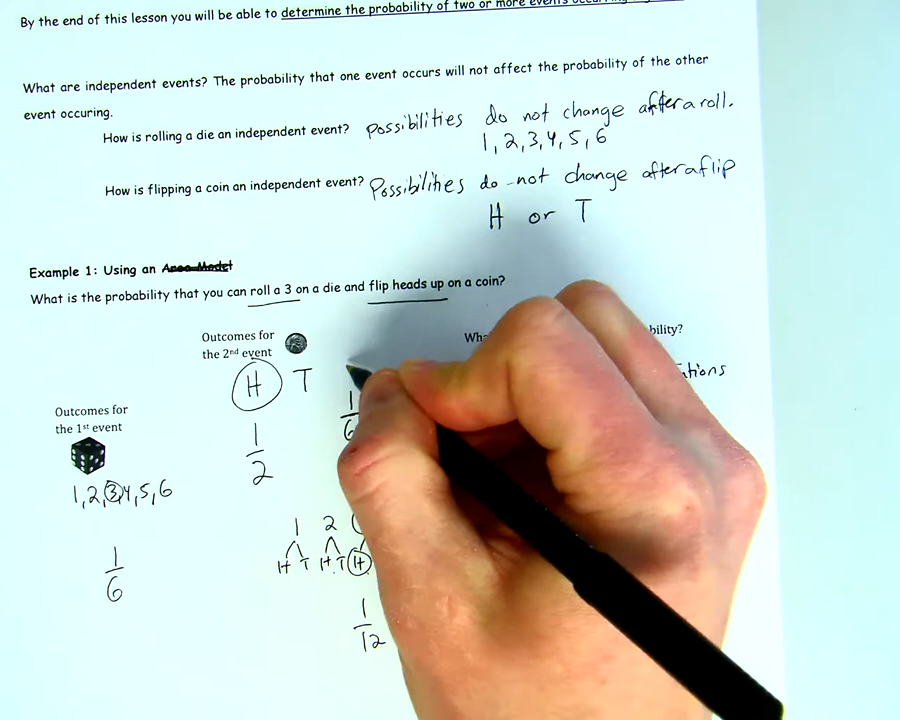 By the end of this lesson you will be able to determine the probability of two or more events
What are independent events? The probability that one event occurs will not affect the probability of the other
event occuring.
How is rolling a die an independent event? Possibilities do not change after a roll.
1, 2, 3, 4, 5, 6
How is flipping a coin an independent event? Possibilities do not change after a flip
H or T
Example 1: Using an Area Model
What is the probability that you can roll a 3 on a die and flip heads up on a coin?
Outcomes for
the 2nd event
H T
1
2
1
6
Outcomes for
the 1st event
1, 2, 3, 4, 5, 6
1
6
1 2
H T H T H
1
12